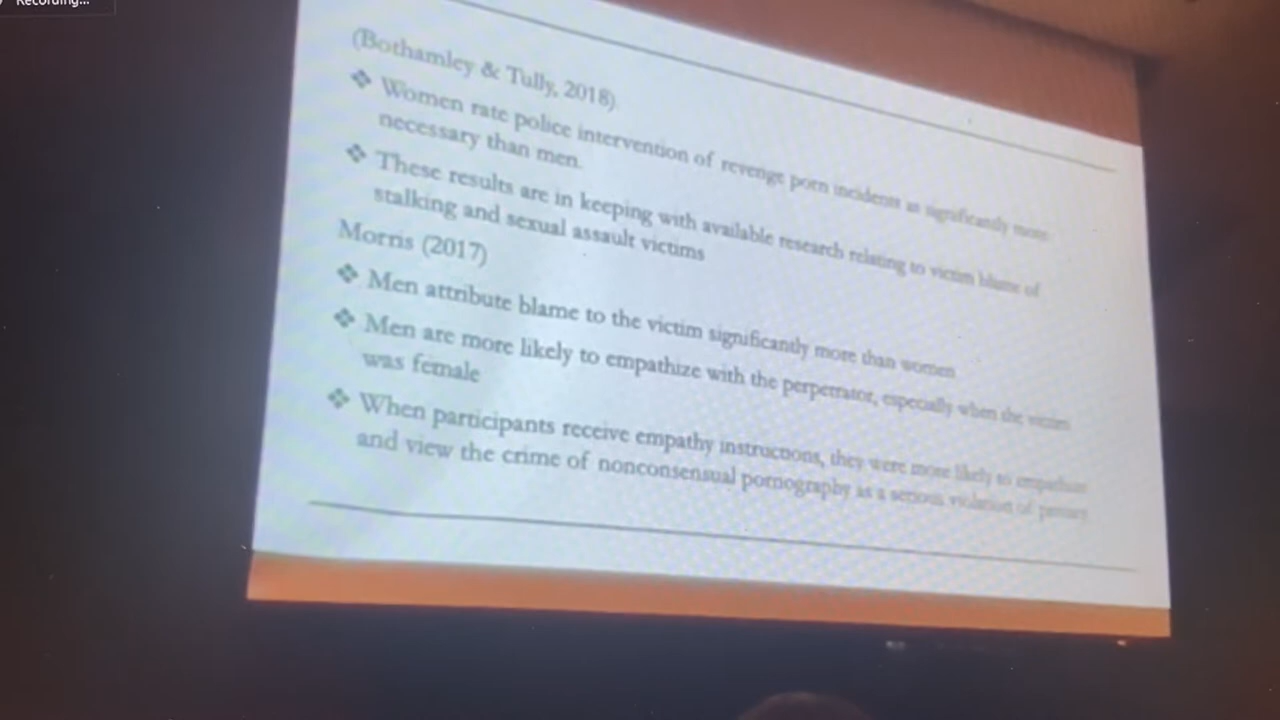 Recording...
(Bothamley & Tully, 2018)
❖ Women rate police intervention of revenge porn incidents as significantly more
necessary than men.
❖ These results are in keeping with available research relating to victim blame of
stalking and sexual assault victims
Morris (2017)
❖ Men attribute blame to the victim significantly more than women
❖ Men are more likely to empathize with the perpetrator, especially when the victim
was female
❖ When participants receive empathy instructions, they were more likely to empathize
and view the crime of nonconsensual pornography as a serious violation of privacy